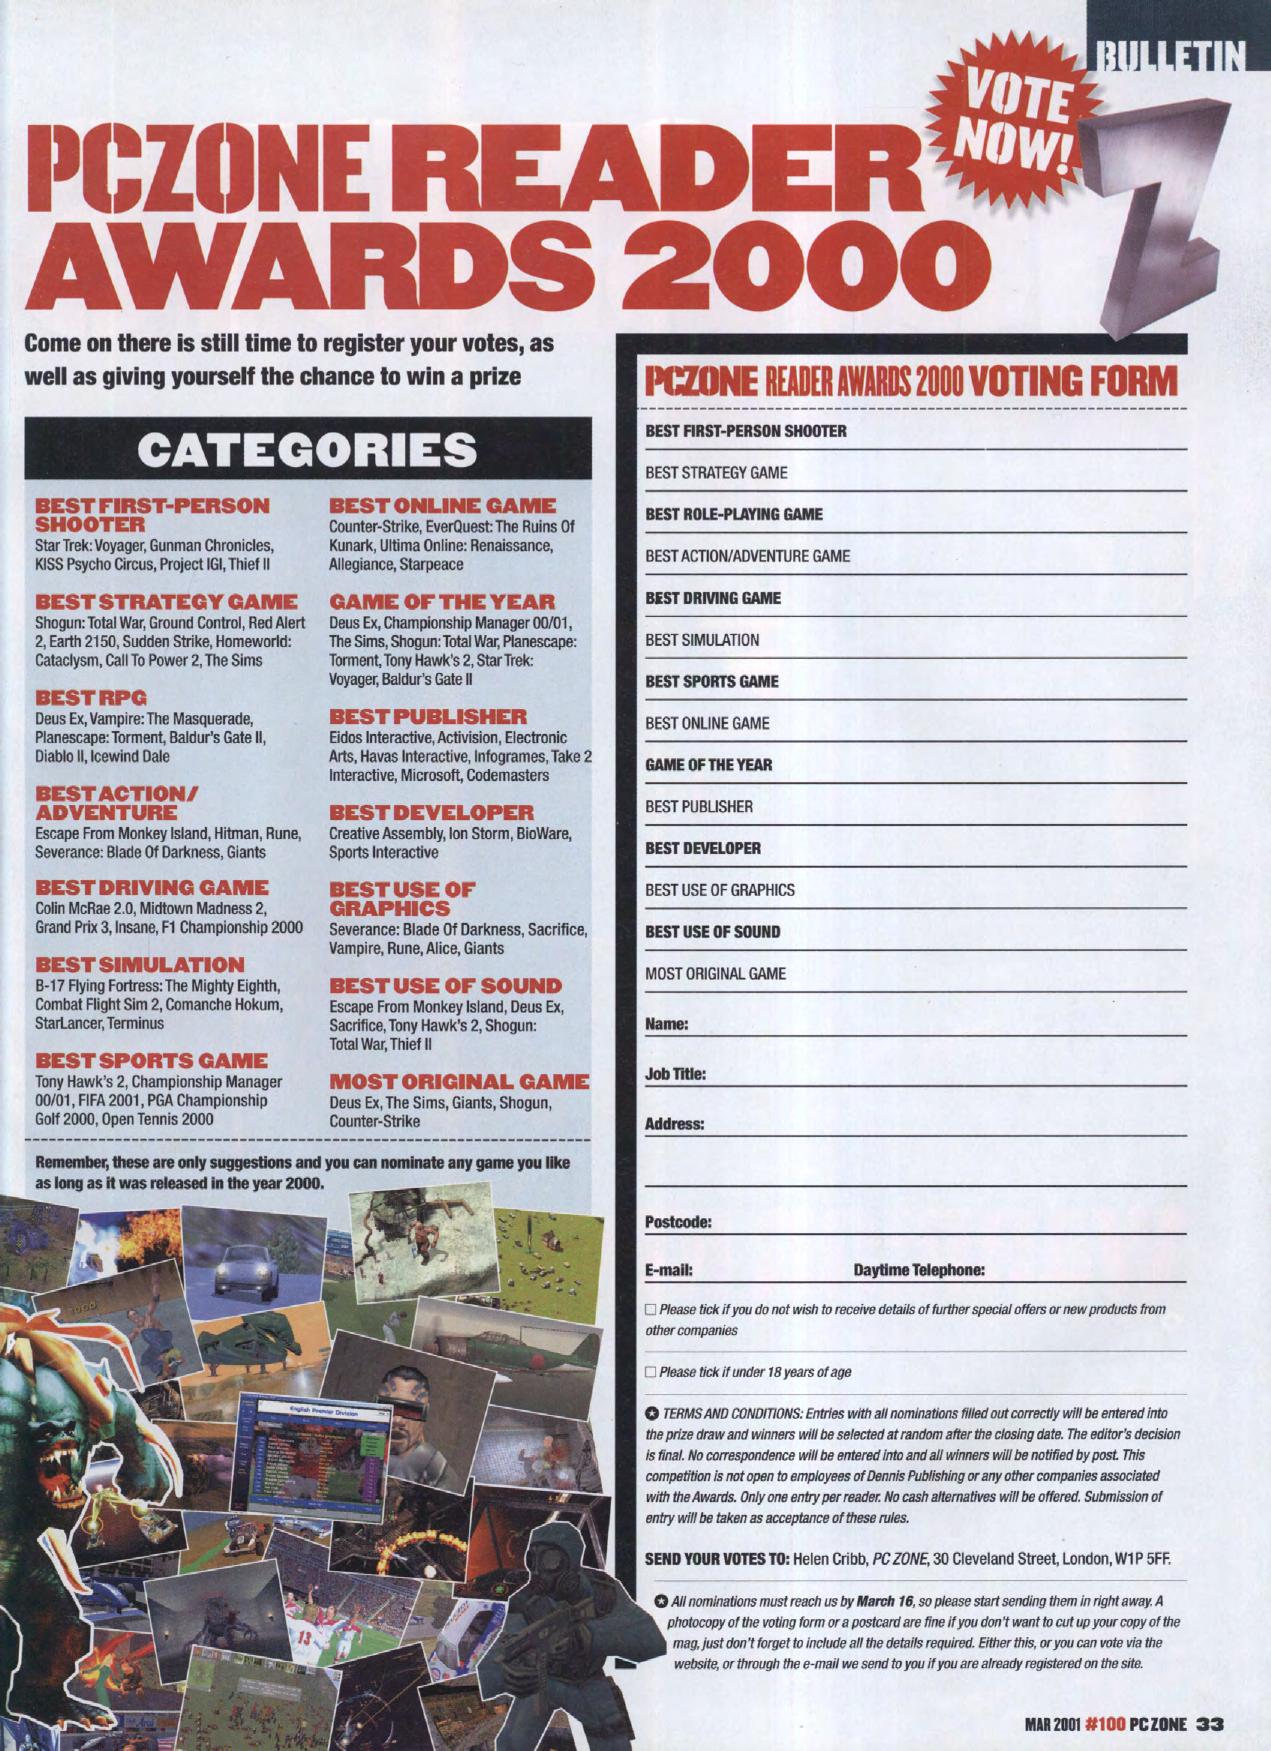 BULLETIN
VOTE
NOW!
PCZONE READER
AWARDS 2000
Come on there is still time to register your votes, as
well as giving yourself the chance to win a prize
CATEGORIES
BEST FIRST-PERSON
SHOOTER
Star Trek: Voyager, Gunman Chronicles,
KISS Psycho Circus, Project IGI, Thief II
BEST STRATEGY GAME
Shogun: Total War, Ground Control, Red Alert
2, Earth 2150, Sudden Strike, Homeworld:
Cataclysm, Call To Power 2, The Sims
BEST RPG
Deus Ex, Vampire: The Masquerade,
Planescape: Torment, Baldur's Gate II,
Diablo II, Icewind Dale
BEST ACTION/
ADVENTURE
Escape From Monkey Island, Hitman, Rune,
Severance: Blade Of Darkness, Giants
BEST DRIVING GAME
Colin McRae 2.0, Midtown Madness 2,
Grand Prix 3, Insane, F1 Championship 2000
BEST SIMULATION
B-17 Flying Fortress: The Mighty Eighth,
Combat Flight Sim 2, Comanche Hokum,
StarLancer, Terminus
BEST SPORTS GAME
Tony Hawk's 2, Championship Manager
00/01, FIFA 2001, PGA Championship
Golf 2000, Open Tennis 2000
BEST ONLINE GAME
Counter-Strike, EverQuest: The Ruins Of
Kunark, Ultima Online: Renaissance,
Allegiance, Starpeace
GAME OF THE YEAR
Deus Ex, Championship Manager 00/01,
The Sims, Shogun: Total War, Planescape:
Torment, Tony Hawk's 2, Star Trek:
Voyager, Baldur's Gate II
BEST PUBLISHER
Eidos Interactive, Activision, Electronic
Arts, Havas Interactive, Infogrames, Take 2
Interactive, Microsoft, Codemasters
BEST DEVELOPER
Creative Assembly, Ion Storm, BioWare,
Sports Interactive
BEST USE OF
GRAPHICS
Severance: Blade Of Darkness, Sacrifice,
Vampire, Rune, Alice, Giants
BEST USE OF SOUND
Escape From Monkey Island, Deus Ex,
Sacrifice, Tony Hawk's 2, Shogun:
Total War, Thief II
MOST ORIGINAL GAME
Deus Ex, The Sims, Giants, Shogun,
Counter-Strike
Remember, these are only suggestions and you can nominate any game you like
as long as it was released in the year 2000.
English Premier Division
13
PCZONE READER AWARDS 2000 VOTING FORM
BEST FIRST-PERSON SHOOTER
BEST STRATEGY GAME
BEST ROLE-PLAYING GAME
BEST ACTION/ADVENTURE GAME
BEST DRIVING GAME
BEST SIMULATION
BEST SPORTS GAME
BEST ONLINE GAME
GAME OF THE YEAR
BEST PUBLISHER
BEST DEVELOPER
BEST USE OF GRAPHICS
BEST USE OF SOUND
MOST ORIGINAL GAME
Name:
Job Title:
Address:
Postcode:
E-mail: Daytime Telephone:
Please tick if you do not wish to receive details of further special offers or new products from
other companies
Please tick if under 18 years of age
TERMS AND CONDITIONS: Entries with all nominations filled out correctly will be entered into
the prize draw and winners will be selected at random after the closing date. The editor's decision
is final. No correspondence will be entered into and all winners will be notified by post. This
competition is not open to employees of Dennis Publishing or any other companies associated
with the Awards. Only one entry per reader. No cash alternatives will be offered. Submission of
entry will be taken as acceptance of these rules.
SEND YOUR VOTES TO: Helen Cribb, PC ZONE, 30 Cleveland Street, London, W1P 5FF.
All nominations must reach us by March 16, so please start sending them in right away. A
photocopy of the voting form or a postcard are fine if you don't want to cut up your copy of the
mag, just don't forget to include all the details required. Either this, or you can vote via the
website, or through the e-mail we send to you if you are already registered on the site.
MAR 2001 #100 PC ZONE 33